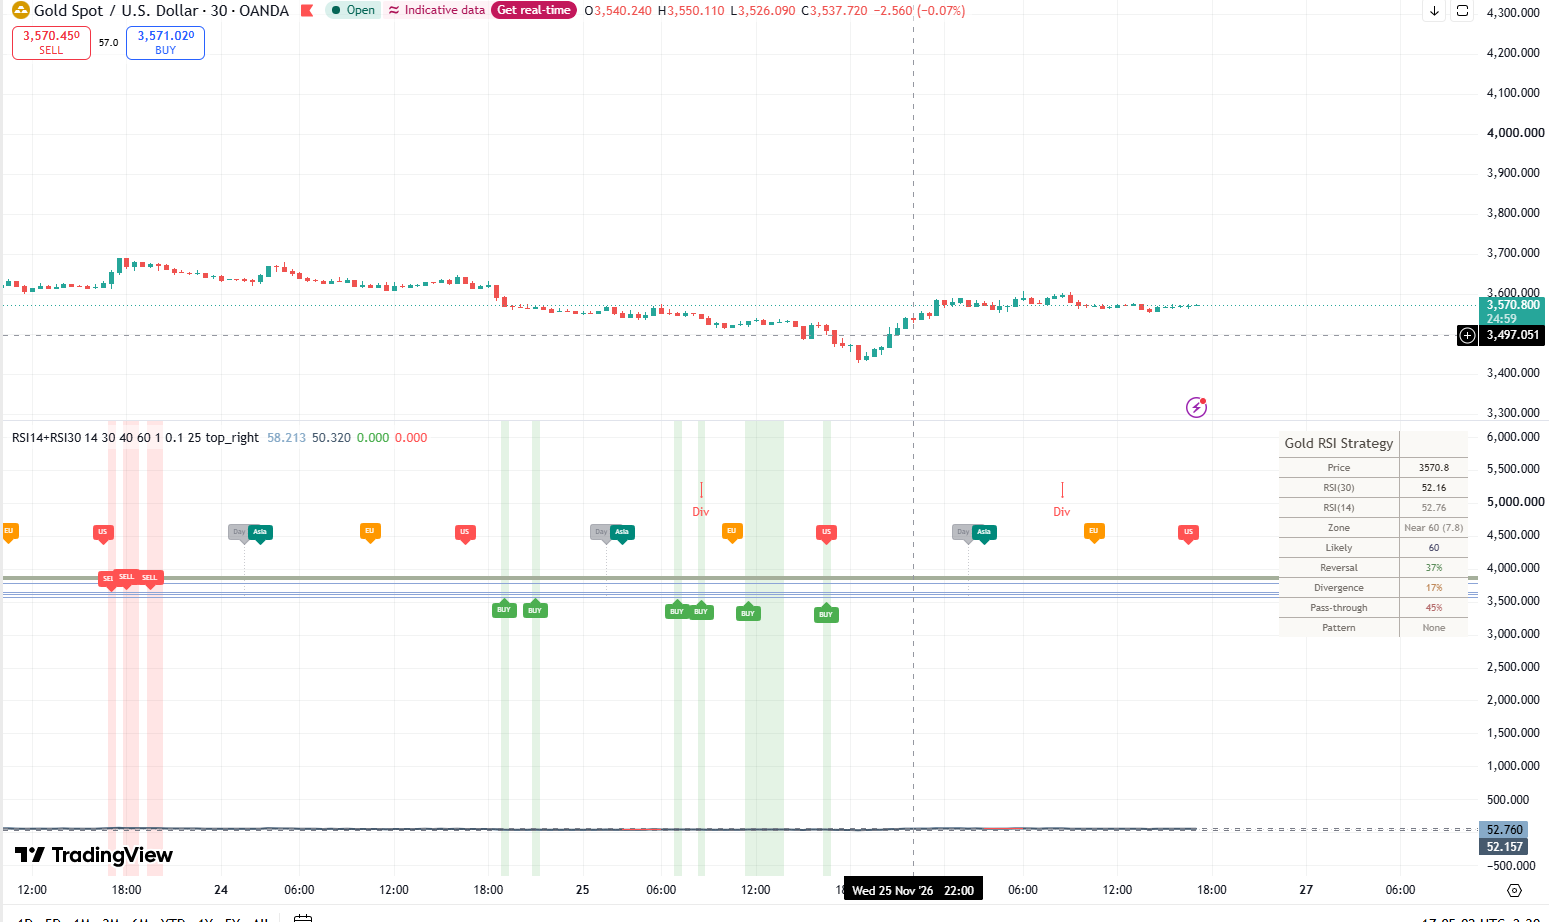 Gold Spot / U.S. Dollar · 30 · OANDA
Open
≈ Indicative data
Get real-time
O3,540.240 H3,550.110 L3,526.090 C3,537.720 −2.560 (−0.07%)
3,570.450
SELL
57.0
3,571.020
BUY
4,300.000
4,200.000
4,100.000
4,000.000
3,900.000
3,800.000
3,700.000
3,600.000
3,570.800
24:59
3,497.051
3,400.000
3,300.000
RSI14+RSI30 14 30 40 60 1 0.1 25 top_right 58.213 50.320 0.000 0.000
Gold RSI Strategy
Price 3570.8
RSI(30) 52.16
RSI(14) 52.76
Zone Near 60 (7.8)
Likely 60
Reversal 37%
Divergence 17%
Pass-through 45%
Pattern None
Div
Div
EU
US
Day
Asia
EU
US
Day
Asia
EU
US
Day
Asia
EU
US
SEL
SELL
SELL
BUY
BUY
BUY
BUY
BUY
BUY
6,000.000
5,500.000
5,000.000
4,500.000
4,000.000
3,500.000
3,000.000
2,500.000
2,000.000
1,500.000
1,000.000
500.000
52.760
52.157
−500.000
TradingView
12:00 18:00 24 06:00 12:00 18:00 25 06:00 12:00 Wed 25 Nov '26 22:00 06:00 12:00 18:00 27 06:00